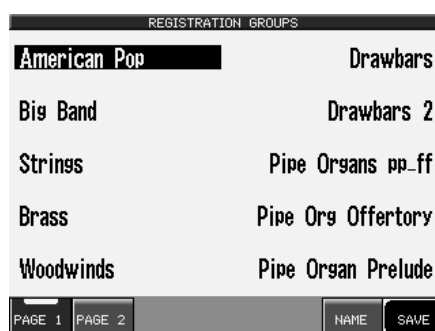 REGISTRATION GROUPS
American Pop Drawbars
Big Band Drawbars 2
Strings Pipe Organs pp_ff
Brass Pipe Org Offertory
Woodwinds Pipe Organ Prelude
PAGE 1 PAGE 2 NAME SAVE